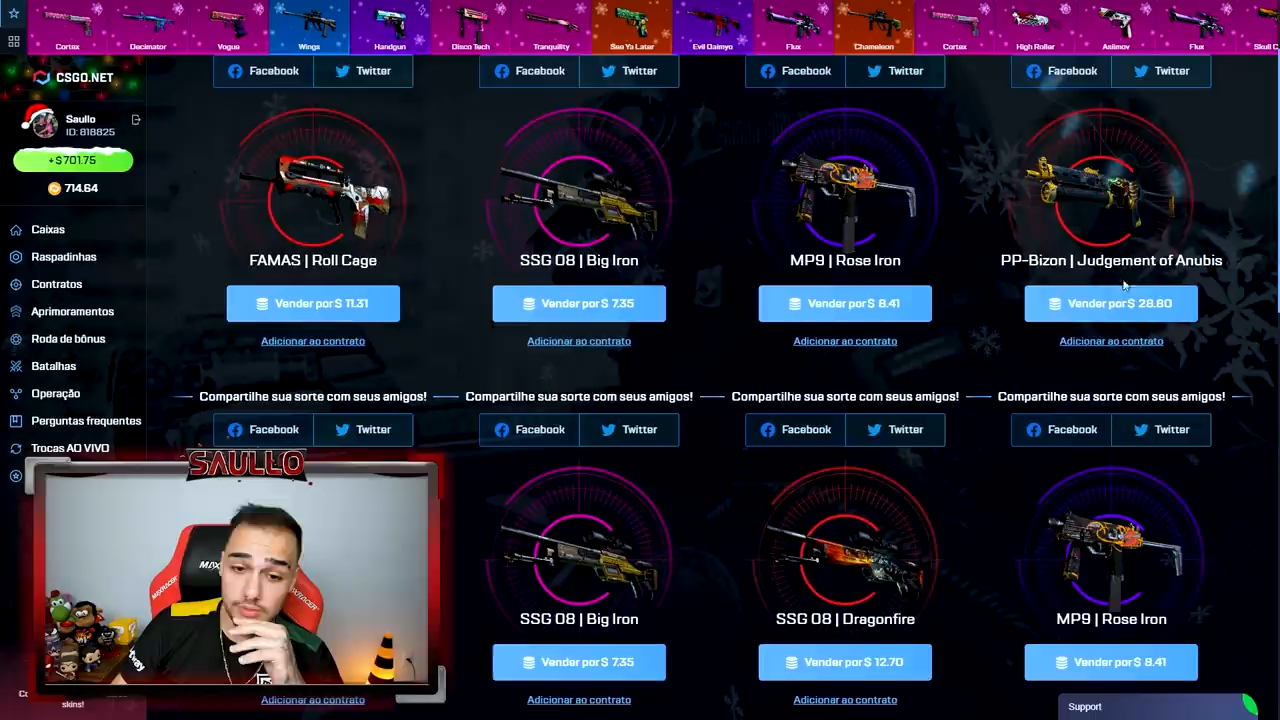 Cortex
Decimator
Vogue
Wings
Handgun
Disco Tech
Tranquility
See Ya Later
Evil Daimyo
Flux
Chameleon
Cortex
High Roller
Asiimov
Flux
CSGO.NET
Saullo
ID: 818825
+$701.75
714.64
Caixas
Raspadinhas
Contratos
Aprimoramentos
Roda de bônus
Batalhas
Operação
Perguntas frequentes
Trocas AO VIVO
skins!
Facebook
Twitter
Facebook
Twitter
Facebook
Twitter
Facebook
Twitter
FAMAS | Roll Cage
SSG 08 | Big Iron
MP9 | Rose Iron
PP-Bizon | Judgement of Anubis
Vender por $ 11.31
Vender por $ 7.35
Vender por $ 8.41
Vender por $ 28.80
Adicionar ao contrato
Adicionar ao contrato
Adicionar ao contrato
Adicionar ao contrato
Compartilhe sua sorte com seus amigos!
Compartilhe sua sorte com seus amigos!
Compartilhe sua sorte com seus amigos!
Compartilhe sua sorte com seus amigos!
Facebook
Twitter
Facebook
Twitter
Facebook
Twitter
Facebook
Twitter
SAULLO
SSG 08 | Big Iron
SSG 08 | Dragonfire
MP9 | Rose Iron
Vender por $ 7.35
Vender por $ 12.70
Vender por $ 8.41
Adicionar ao contrato
Adicionar ao contrato
Adicionar ao contrato
Support